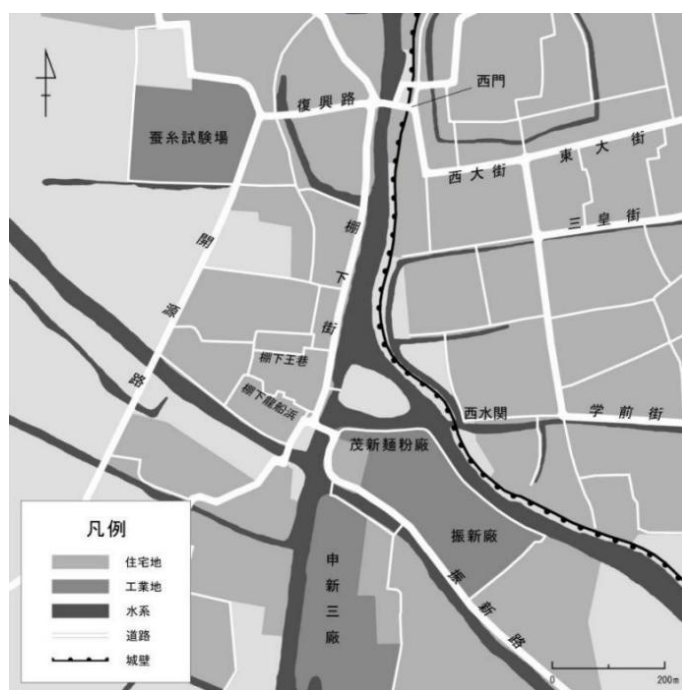 西門
復興路
蚕糸試験場
西大街
東大街
三皇街
開源路
棚下街
棚下王巷
棚下龍船浜
西水関
学前街
茂新麺粉廠
振新廠
申新三廠
振新路
凡例
住宅地
工業地
水系
道路
城壁
0 200m